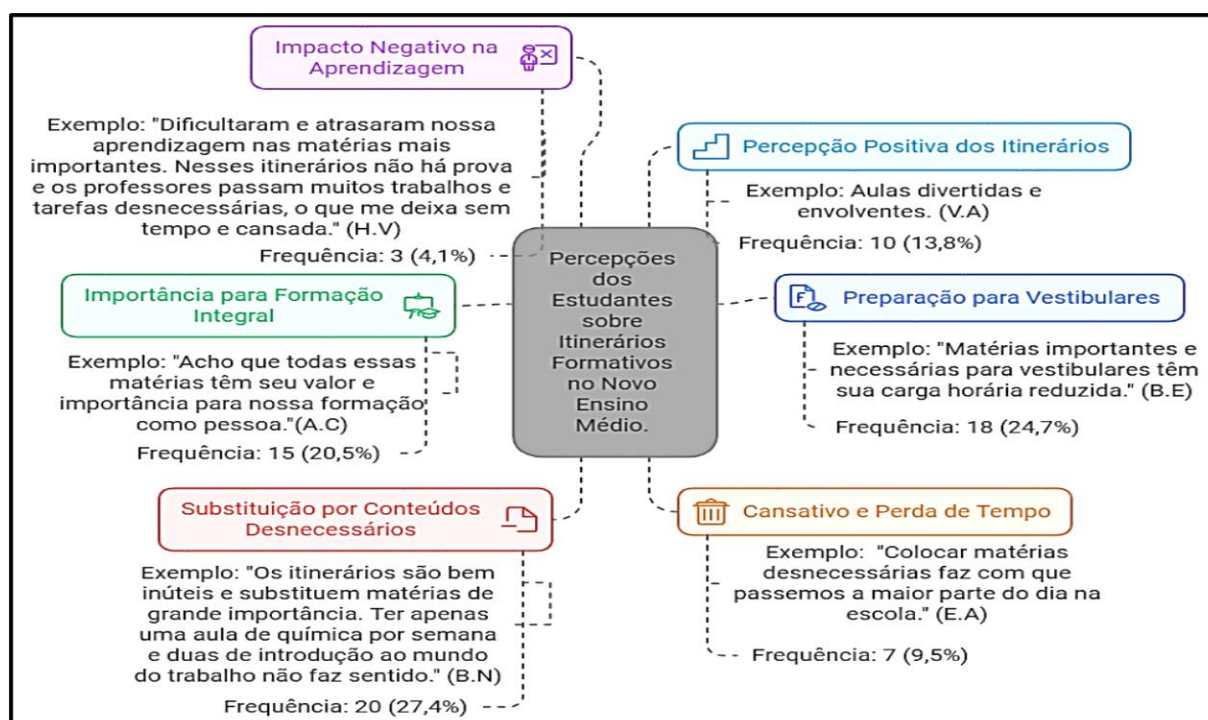 Impacto Negativo na
Aprendizagem
Exemplo: "Dificultaram e atrasaram nossa
aprendizagem nas matérias mais
importantes. Nesses itinerários não há prova
e os professores passam muitos trabalhos e
tarefas desnecessárias, o que me deixa sem
tempo e cansada." (H.V)
Frequência: 3 (4,1%)
Percepção Positiva dos Itinerários
Exemplo: Aulas divertidas e
envolventes. (V.A)
Frequência: 10 (13,8%)
Percepções
dos
Estudantes
sobre
Itinerários
Formativos
no Novo
Ensino
Médio.
Importância para Formação
Integral
Exemplo: "Acho que todas essas
matérias têm seu valor e
importância para nossa formação
como pessoa."(A.C)
Frequência: 15 (20,5%)
Preparação para Vestibulares
Exemplo: "Matérias importantes e
necessárias para vestibulares têm
sua carga horária reduzida." (B.E)
Frequência: 18 (24,7%)
Substituição por Conteúdos
Desnecessários
Exemplo: "Os itinerários são bem
inúteis e substituem matérias de
grande importância. Ter apenas
uma aula de química por semana
e duas de introdução ao mundo
do trabalho não faz sentido." (B.N)
Frequência: 20 (27,4%)
Cansativo e Perda de Tempo
Exemplo: "Colocar matérias
desnecessárias faz com que
passemos a maior parte do dia na
escola." (E.A)
Frequência: 7 (9,5%)